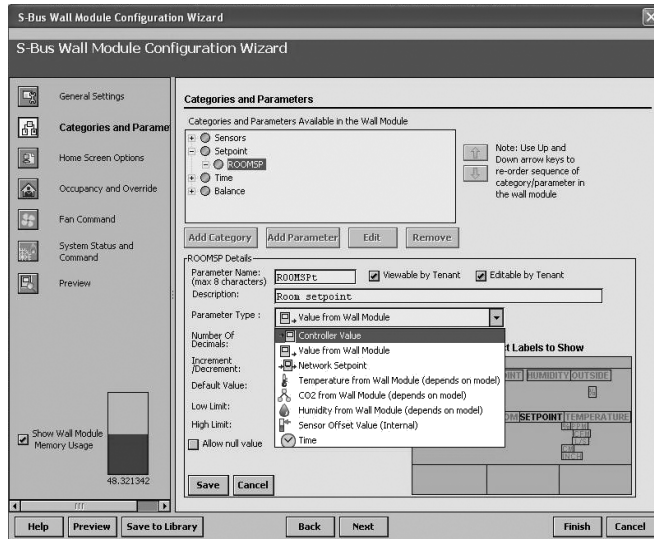 S-Bus Wall Module Configuration Wizard
S-Bus Wall Module Configuration Wizard
General Settings
Categories and Parame
Home Screen Options
Occupancy and Override
Fan Command
System Status and
Command
Preview
Show Wall Module
Memory Usage
48.321342
Categories and Parameters
Categories and Parameters Available in the Wall Module
Sensors
Setpoint
ROOMSP
Time
Balance
Note: Use Up and
Down arrow keys to
re-order sequence of
category/parameter in
the wall module
Add Category
Add Parameter
Edit
Remove
ROOMSP Details
Parameter Name:
(max 8 characters)
ROOMSPt
Viewable by Tenant
Editable by Tenant
Description:
Room setpoint
Parameter Type :
Value from Wall Module
Number Of
Decimals:
Increment
/Decrement:
Default Value:
Low Limit:
High Limit:
Allow null value
Controller Value
Value from Wall Module
Network Setpoint
Temperature from Wall Module (depends on model)
CO2 from Wall Module (depends on model)
Humidity from Wall Module (depends on model)
Sensor Offset Value (Internal)
Time
t Labels to Show
INT HUMIDITY OUTSIDE
%
OM SETPOINT TEMPERATURE
% PPM
CFM
L/S
CM
INCH
Save
Cancel
Help
Preview
Save to Library
Back
Next
Finish
Cancel